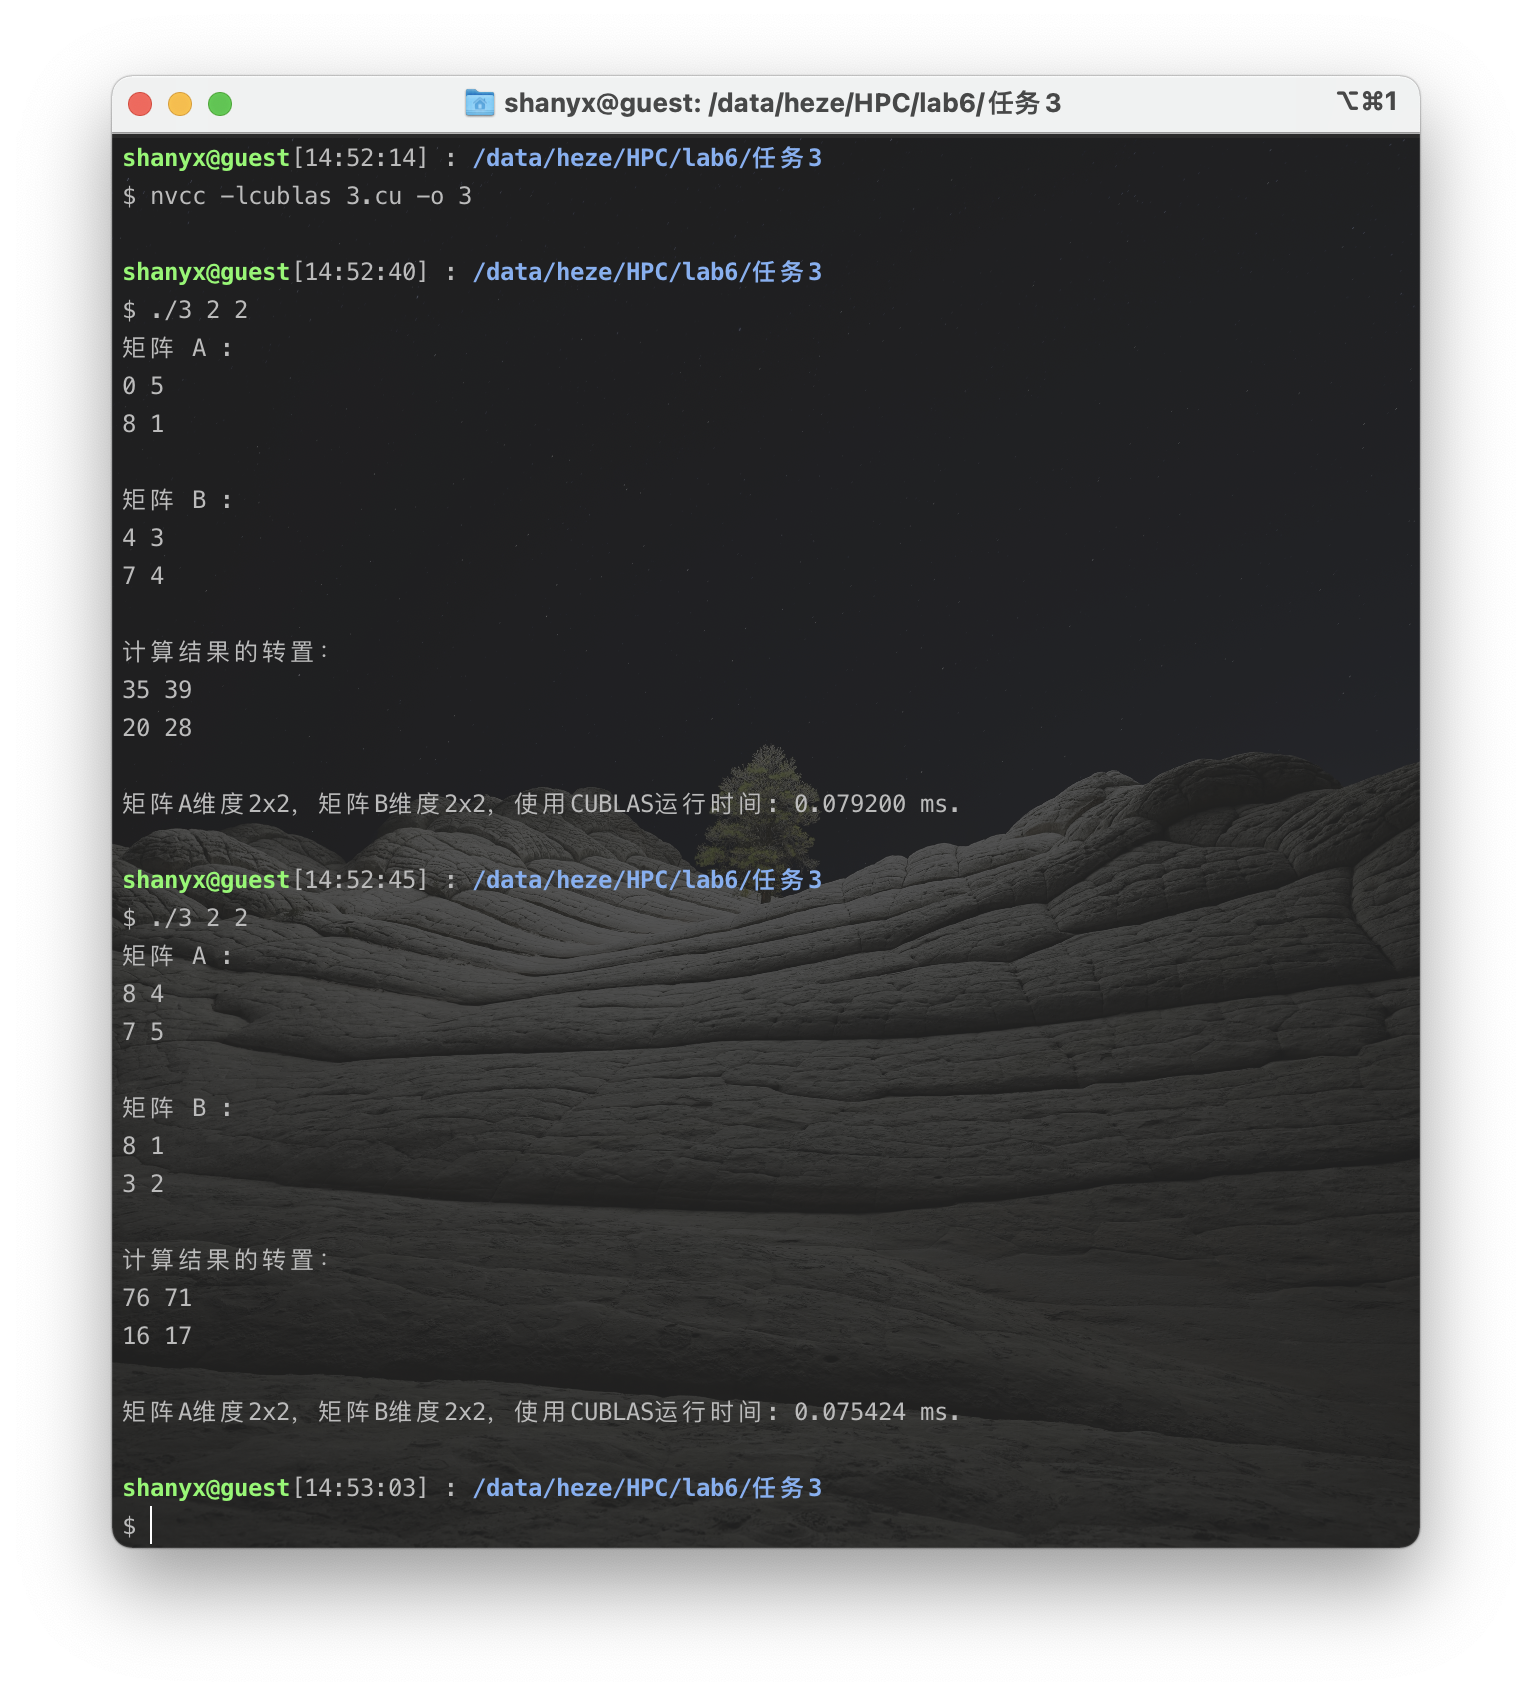 shanyx@guest: /data/heze/HPC/lab6/任务3
⌥⌘1
shanyx@guest[14:52:14] : /data/heze/HPC/lab6/任务3
$ nvcc -lcublas 3.cu -o 3
shanyx@guest[14:52:40] : /data/heze/HPC/lab6/任务3
$ ./3 2 2
矩阵 A :
0 5
8 1
矩阵 B :
4 3
7 4
计算结果的转置:
35 39
20 28
矩阵A维度2x2, 矩阵B维度2x2, 使用CUBLAS运行时间: 0.079200 ms.
shanyx@guest[14:52:45] : /data/heze/HPC/lab6/任务3
$ ./3 2 2
矩阵 A :
8 4
7 5
矩阵 B :
8 1
3 2
计算结果的转置:
76 71
16 17
矩阵A维度2x2, 矩阵B维度2x2, 使用CUBLAS运行时间: 0.075424 ms.
shanyx@guest[14:53:03] : /data/heze/HPC/lab6/任务3
$